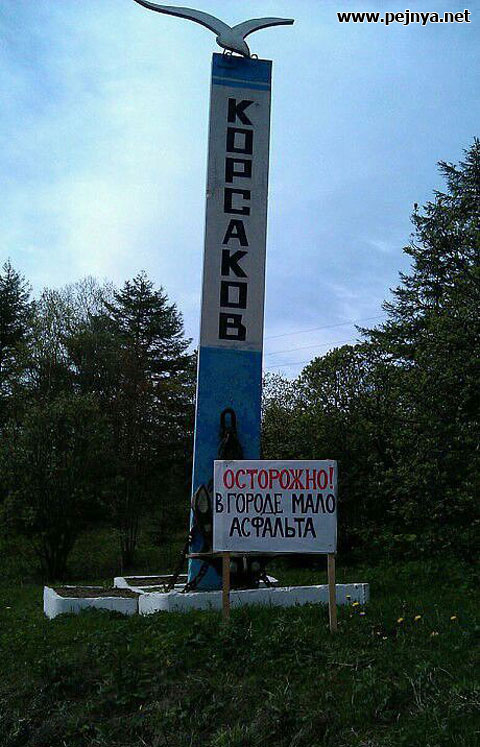 www.pejnya.net
КОРСАКОВ
ОСТОРОЖНО!
В ГОРОДЕ МАЛО
АСФАЛЬТА